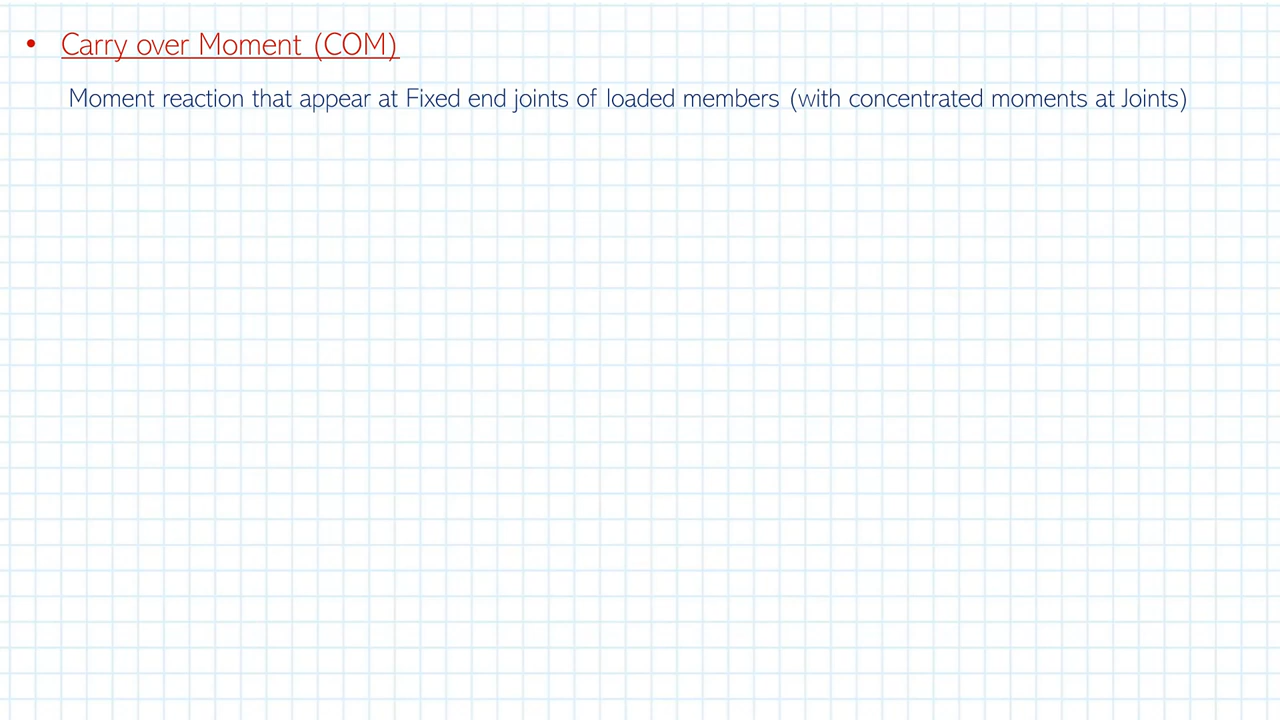 • Carry over Moment (COM)
Moment reaction that appear at Fixed end joints of loaded members (with concentrated moments at Joints)